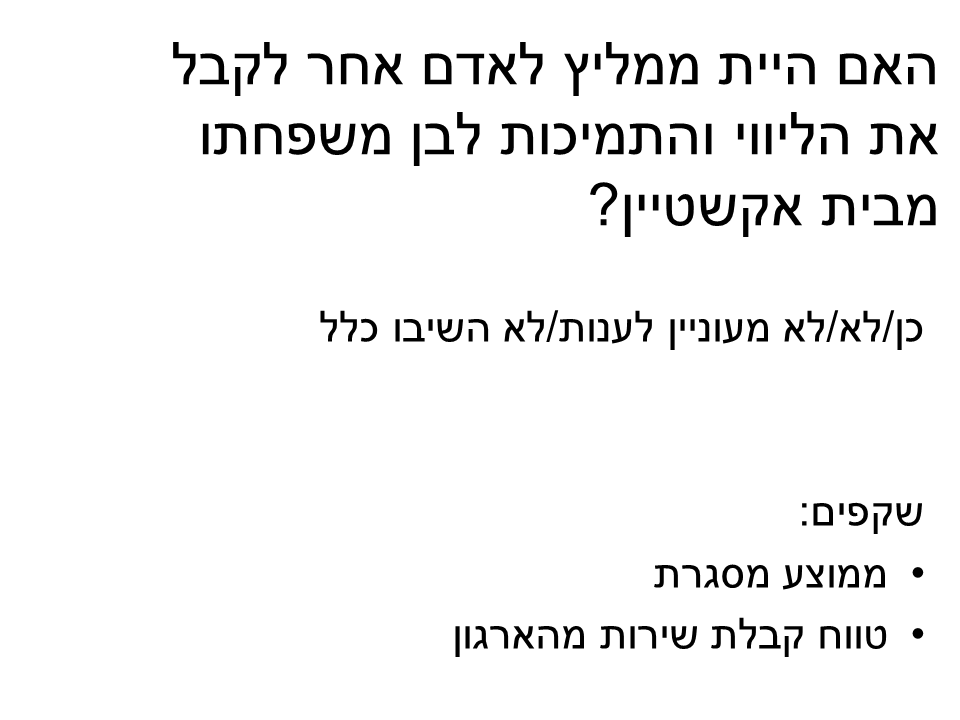 האם היית ממליץ לאדם אחר לקבל
את הליווי והתמיכות לבן משפחתו
מבית אקשטיין?
כן/לא/לא מעוניין לענות/לא השיבו כלל
שקפים:
• ממוצע מסגרת
• טווח קבלת שירות מהארגון